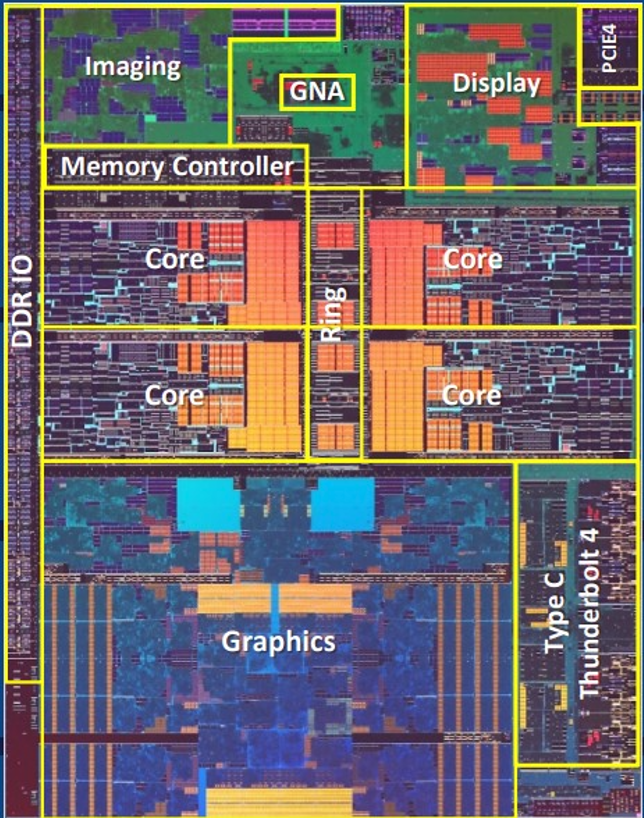 Imaging
GNA
Display
PCIE4
Memory Controller
DDR IO
Core
Ring
Core
Core
Core
Graphics
Type C
Thunderbolt 4